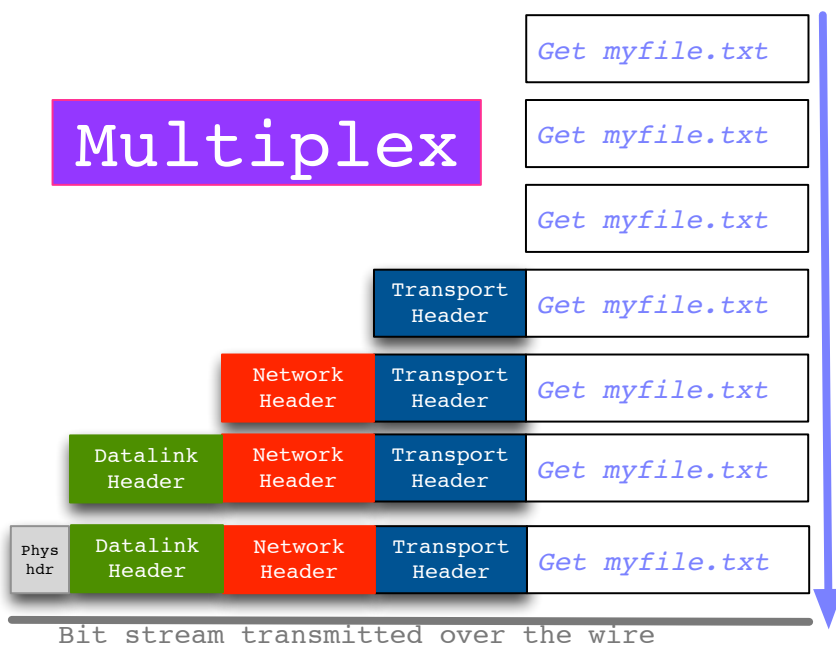 Get myfile.txt
Multiplex
Get myfile.txt
Get myfile.txt
Transport
Header
Get myfile.txt
Network
Header
Transport
Header
Get myfile.txt
Datalink
Header
Network
Header
Transport
Header
Get myfile.txt
Phys
hdr
Datalink
Header
Network
Header
Transport
Header
Get myfile.txt
Bit stream transmitted over the wire